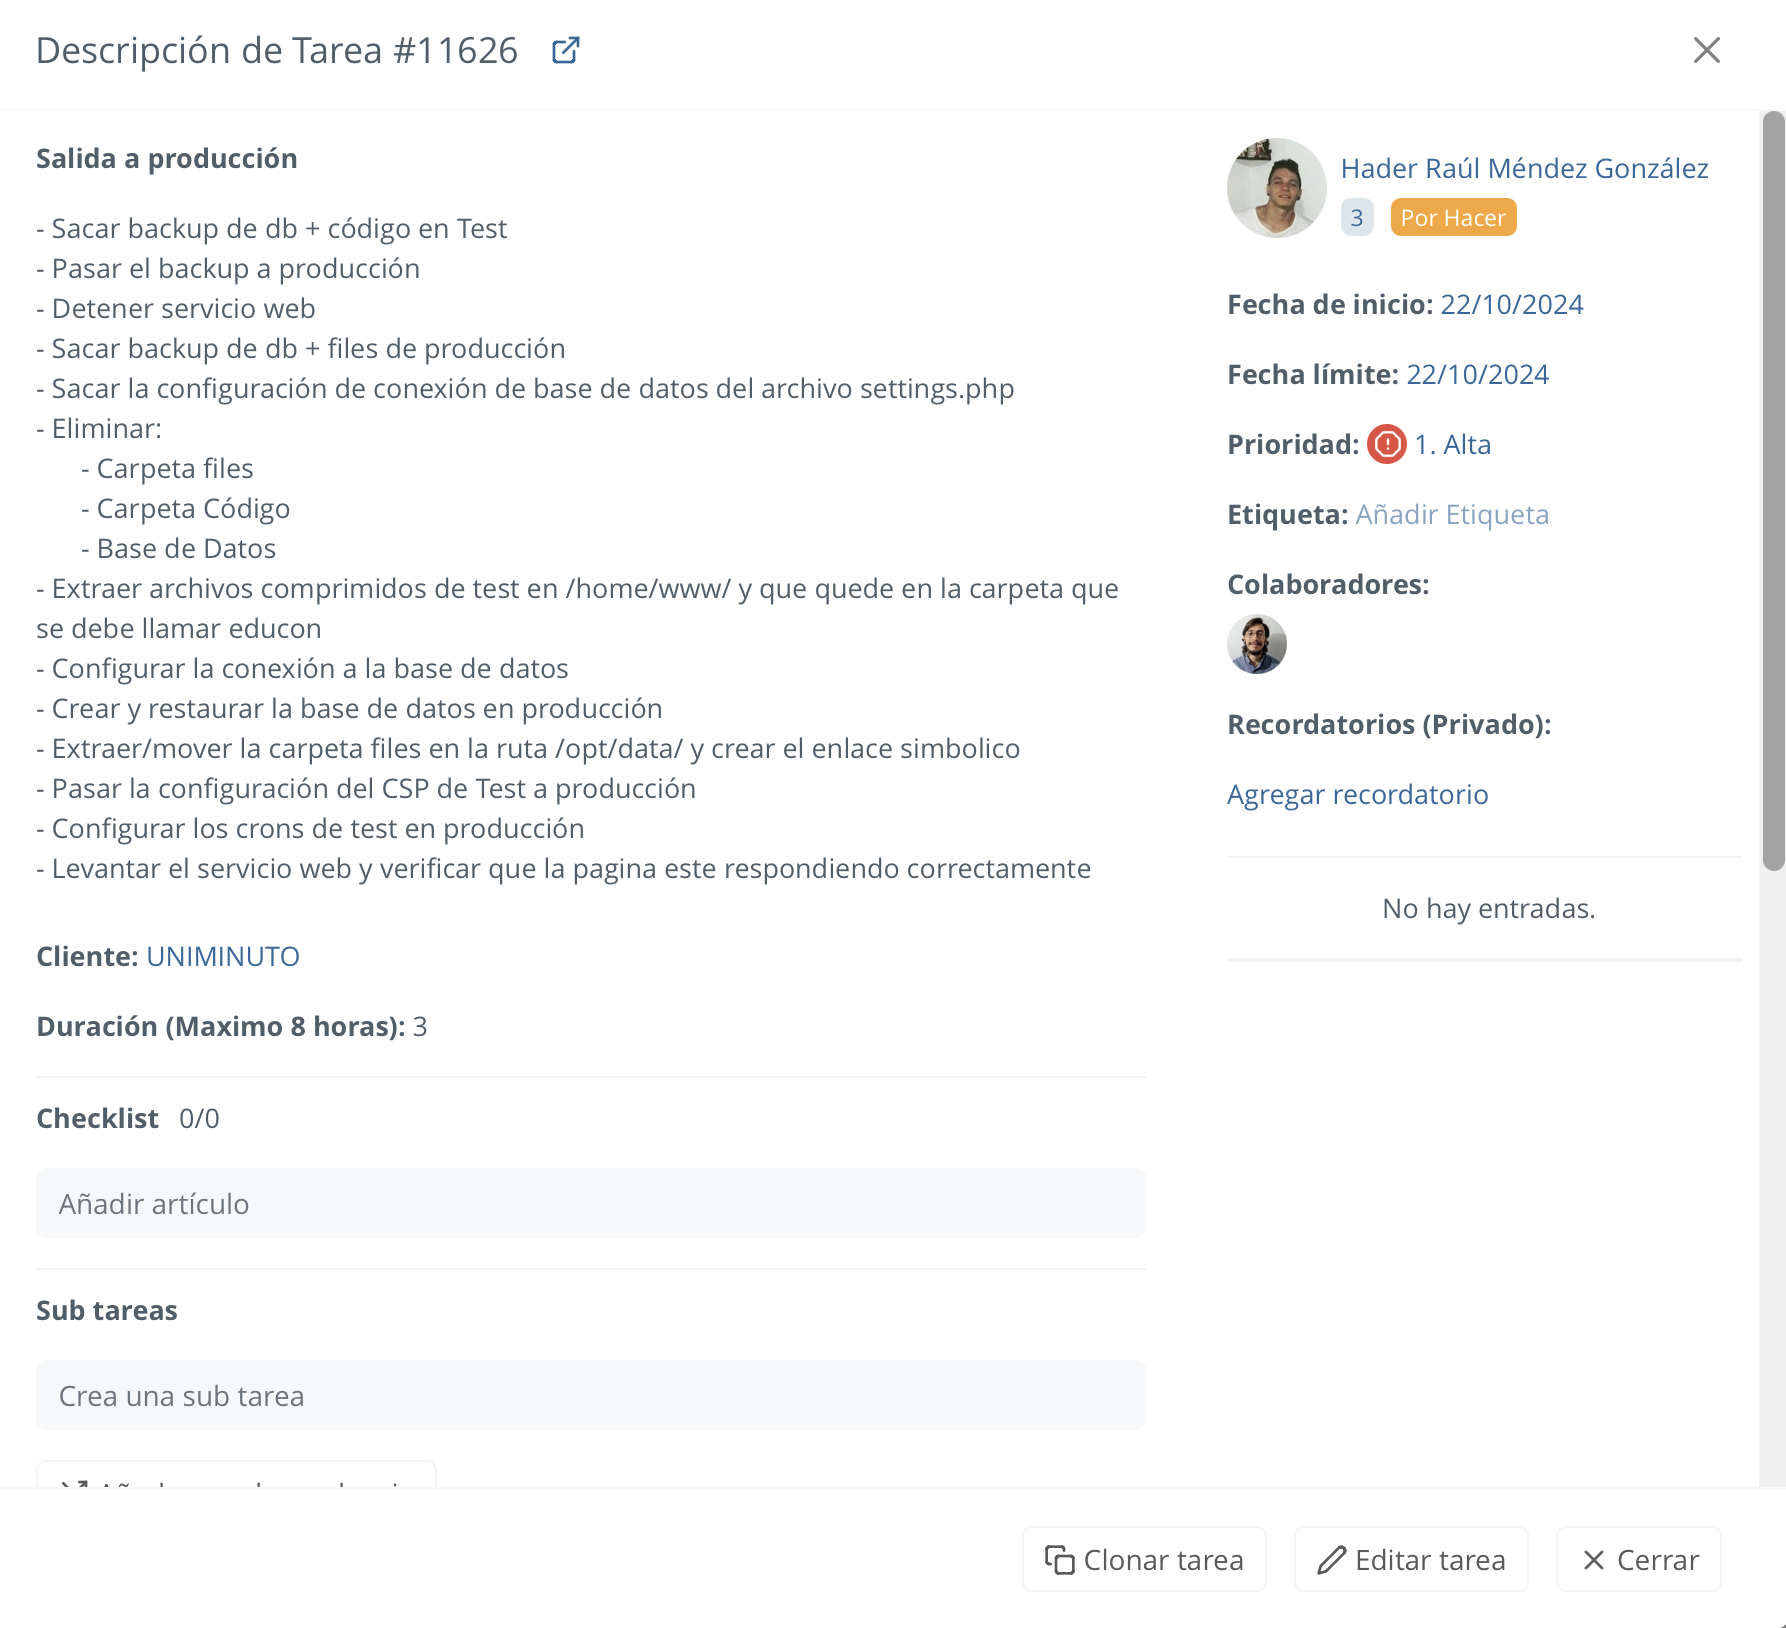 Descripción de Tarea #11626
Salida a producción
- Sacar backup de db + código en Test
- Pasar el backup a producción
- Detener servicio web
- Sacar backup de db + files de producción
- Sacar la configuración de conexión de base de datos del archivo settings.php
- Eliminar:
- Carpeta files
- Carpeta Código
- Base de Datos
- Extraer archivos comprimidos de test en /home/www/ y que quede en la carpeta que
se debe llamar educon
- Configurar la conexión a la base de datos
- Crear y restaurar la base de datos en producción
- Extraer/mover la carpeta files en la ruta /opt/data/ y crear el enlace simbolico
- Pasar la configuración del CSP de Test a producción
- Configurar los crons de test en producción
- Levantar el servicio web y verificar que la pagina este respondiendo correctamente
Cliente: UNIMINUTO
Duración (Maximo 8 horas): 3
Checklist 0/0
Añadir artículo
Sub tareas
Crea una sub tarea
Hader Raúl Méndez González
3 Por Hacer
Fecha de inicio: 22/10/2024
Fecha límite: 22/10/2024
Prioridad: 1. Alta
Etiqueta: Añadir Etiqueta
Colaboradores:
Recordatorios (Privado):
Agregar recordatorio
No hay entradas.
Clonar tarea
Editar tarea
Cerrar